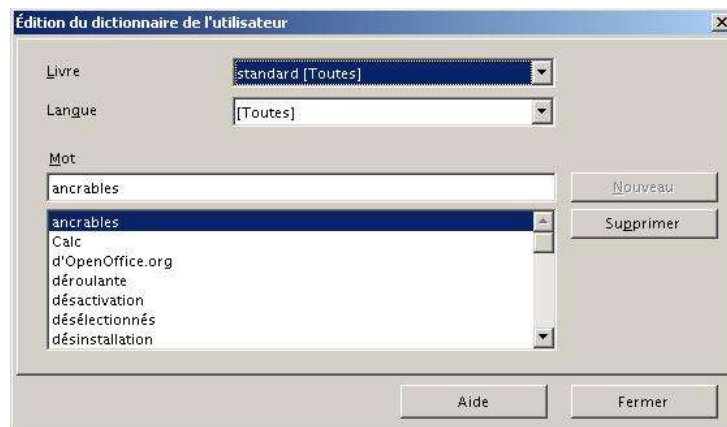 Édition du dictionnaire de l'utilisateur
Livre
standard [Toutes]
Langue
[Toutes]
Mot
ancrables
Nouveau
ancrables
Supprimer
Calc
d'OpenOffice.org
déroulante
désactivation
désélectionnés
désinstallation
Aide
Fermer